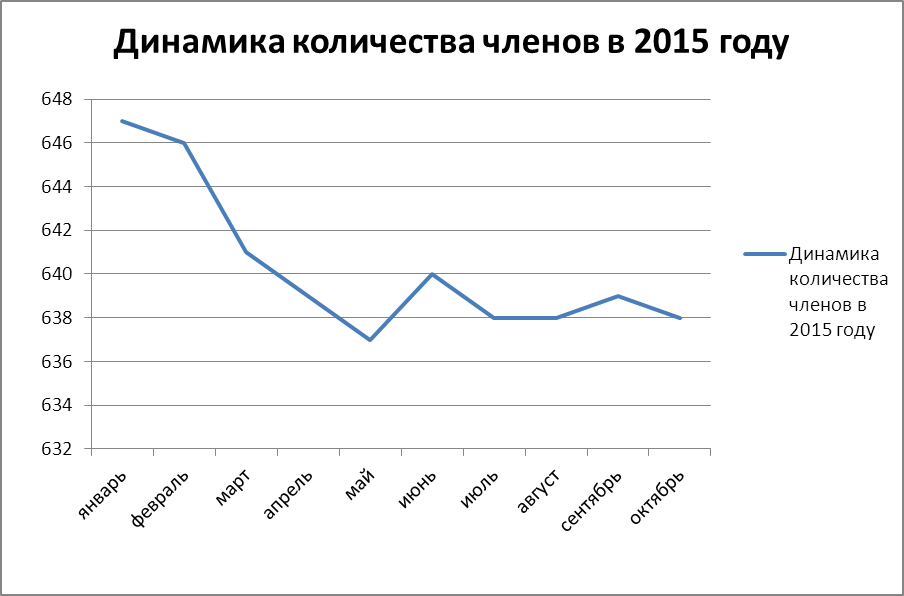 Динамика количества членов в 2015 году
648
646
644
642
640
638
636
634
632
январь
февраль
март
апрель
май
июнь
июль
август
сентябрь
октябрь
Динамика
количества
членов в
2015 году